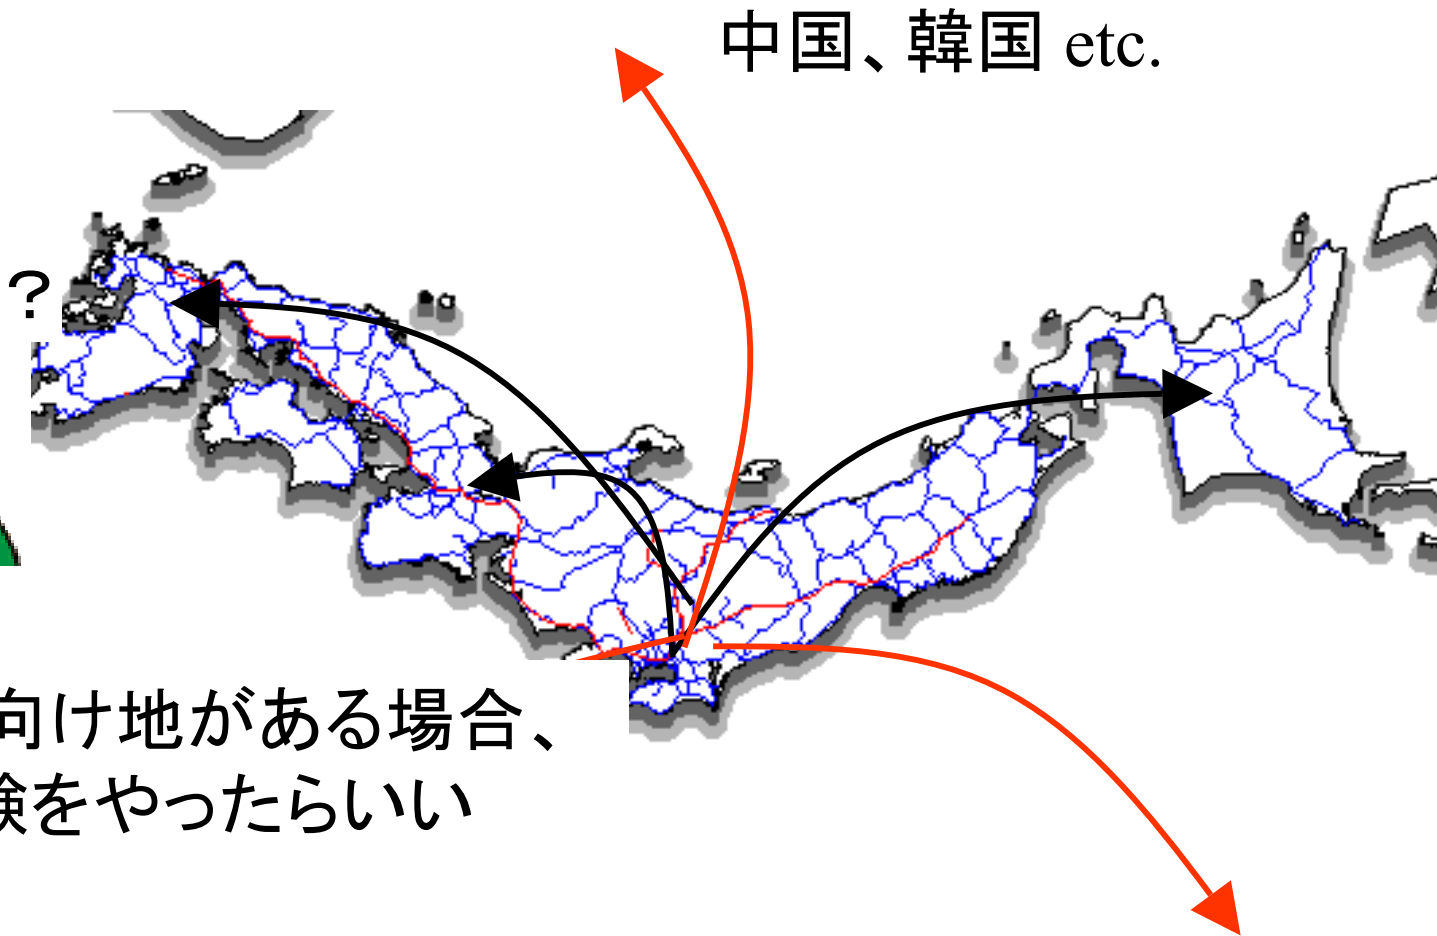 中国、韓国 etc.
？
向け地がある場合、
験をやったらいい